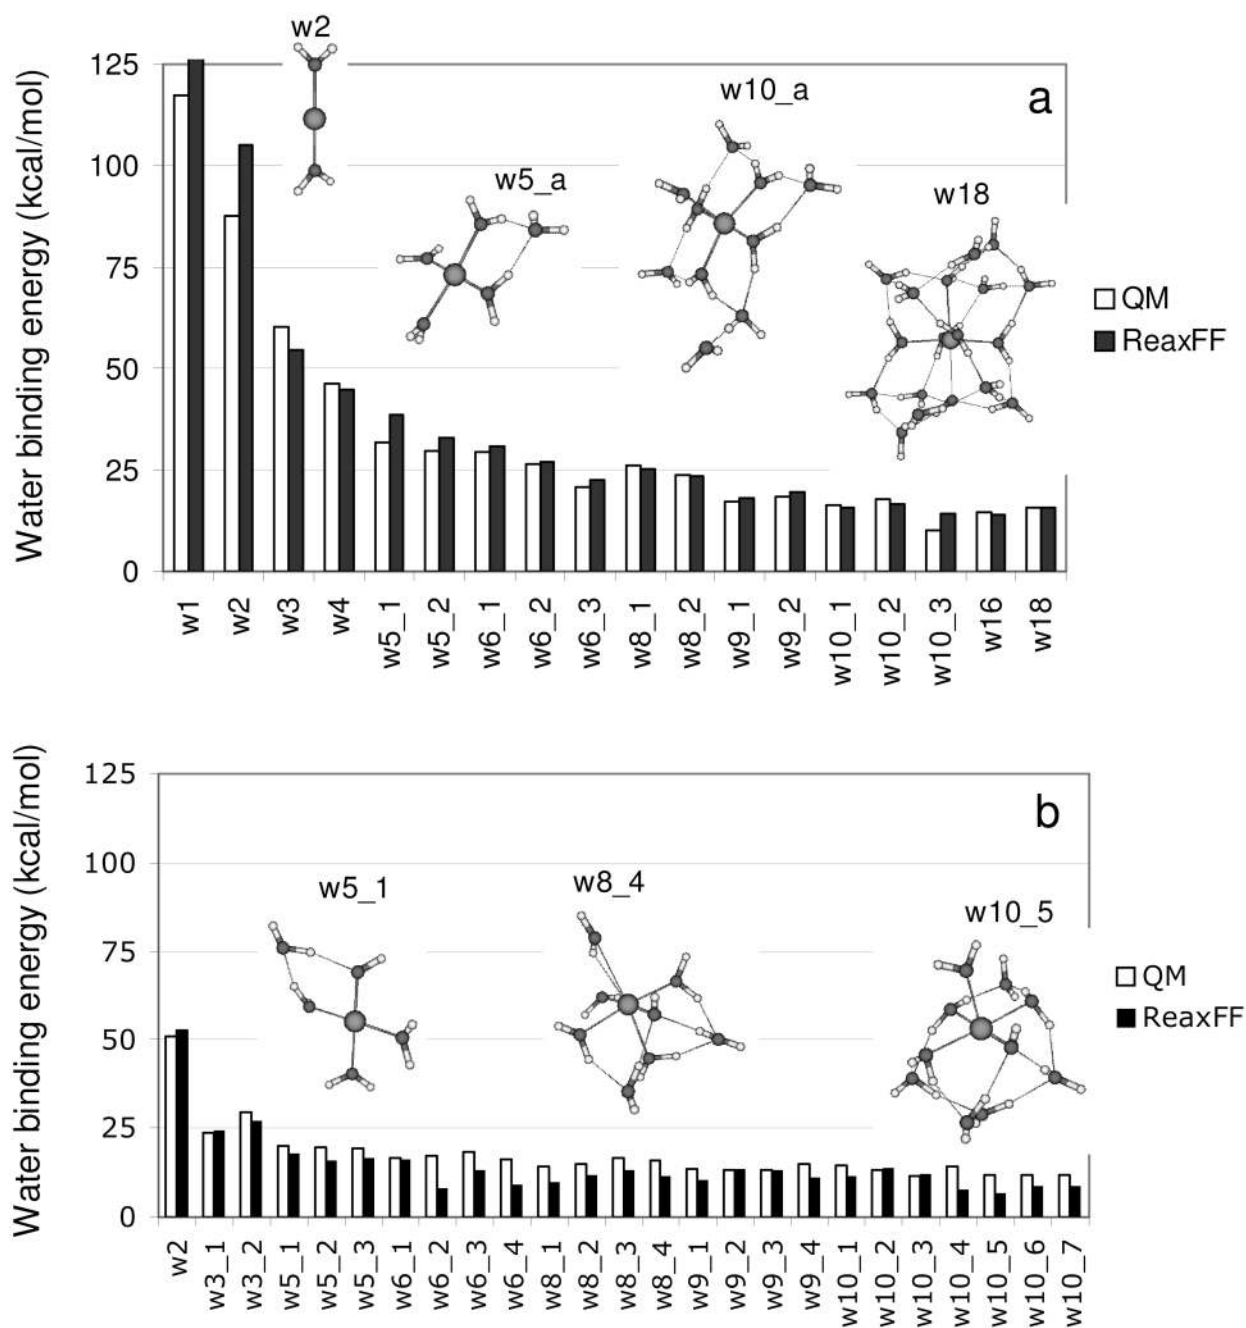 w2
125
a
w10_a
100
w5_a
w18
75
QM
ReaxFF
50
25
0
Water binding energy (kcal/mol)
w1
w2
w3
w4
w5_1
w5_2
w6_1
w6_2
w6_3
w8_1
w8_2
w9_1
w9_2
w10_1
w10_2
w10_3
w16
w18
125
b
100
w5_1
w8_4
w10_5
75
QM
ReaxFF
50
25
0
Water binding energy (kcal/mol)
w2
w3_1
w3_2
w5_1
w5_2
w5_3
w6_1
w6_2
w6_3
w6_4
w8_1
w8_2
w8_3
w8_4
w9_1
w9_2
w9_3
w9_4
w10_1
w10_2
w10_3
w10_4
w10_5
w10_6
w10_7